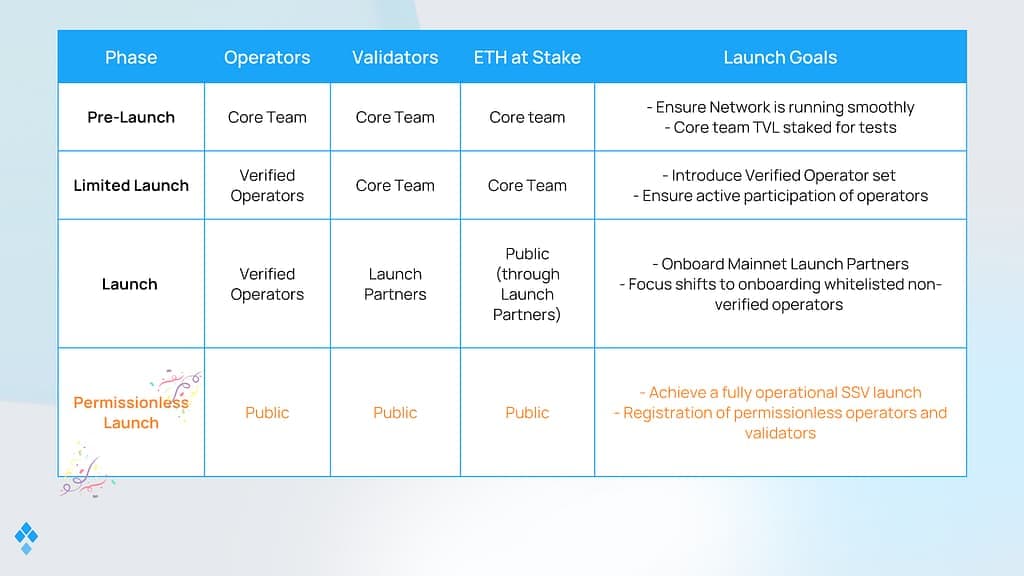 Phase Operators Validators ETH at Stake Launch Goals
Pre-Launch
Core Team
Core Team
Core team
- Ensure Network is running smoothly
- Core team TVL staked for tests
Limited Launch
Verified
Operators
Core Team
Core Team
- Introduce Verified Operator set
- Ensure active participation of operators
Launch
Verified
Operators
Launch
Partners
Public
(through
Launch
Partners)
- Onboard Mainnet Launch Partners
- Focus shifts to onboarding whitelisted non-
verified operators
Permissionless
Launch
Public
Public
Public
- Achieve a fully operational SSV launch
- Registration of permissionless operators and
validators